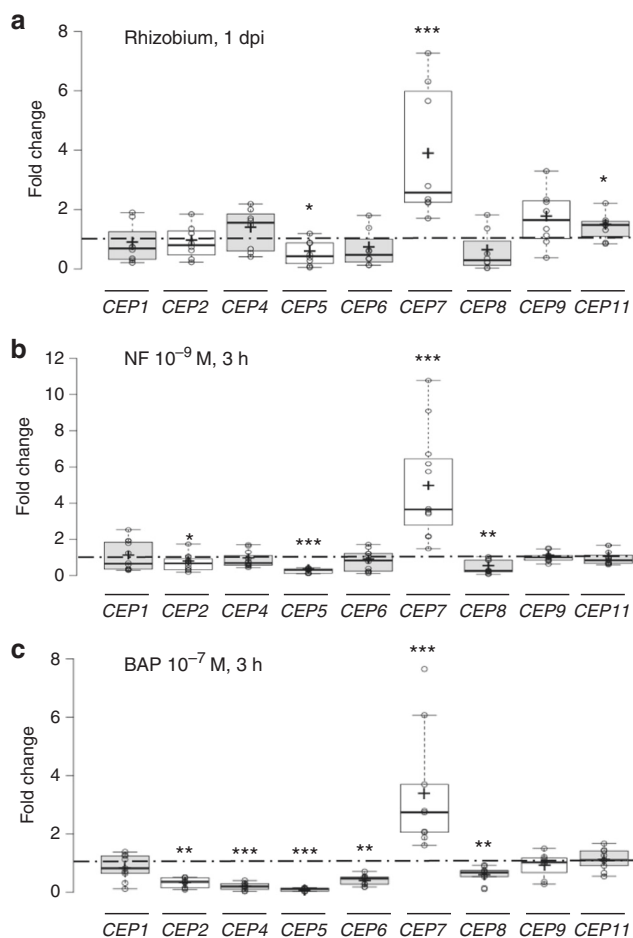 a
Rhizobium, 1 dpi
***
8
6
4
2
0
Fold change
*
*
CEP1 CEP2 CEP4 CEP5 CEP6 CEP7 CEP8 CEP9 CEP11
b
NF 10⁻⁹ M, 3 h
***
12
10
8
6
4
2
0
Fold change
*
***
**
CEP1 CEP2 CEP4 CEP5 CEP6 CEP7 CEP8 CEP9 CEP11
c
BAP 10⁻⁷ M, 3 h
***
8
6
4
2
0
Fold change
** *** *** ** **
CEP1 CEP2 CEP4 CEP5 CEP6 CEP7 CEP8 CEP9 CEP11